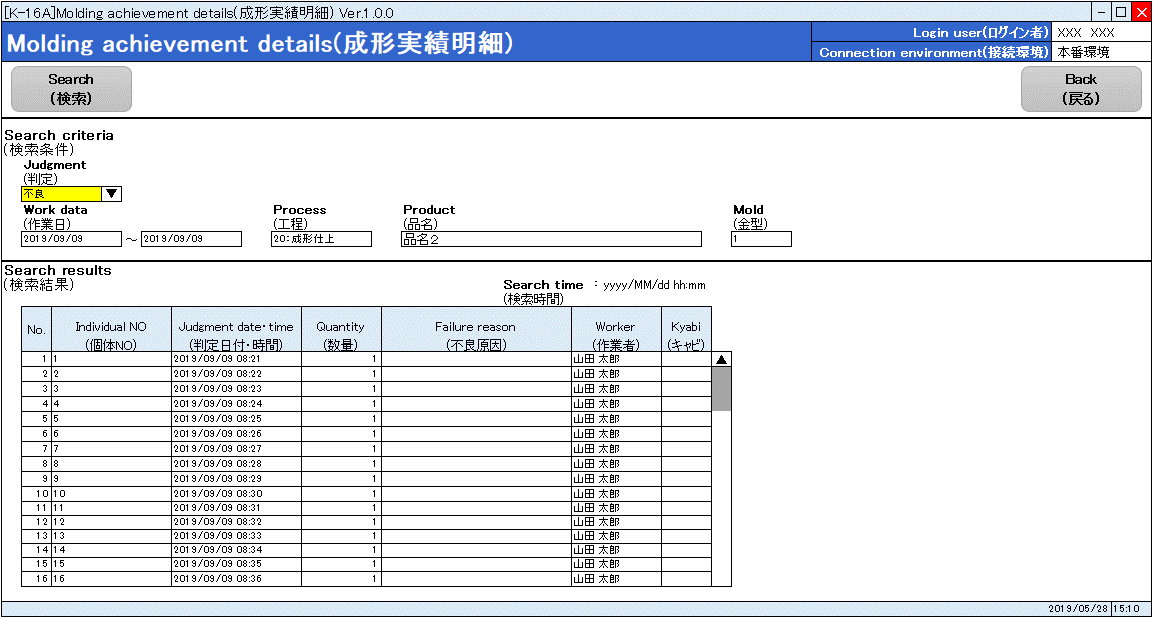 [K-16A]Molding achievement details(成形実績明細) Ver.1.0.0
Molding achievement details(成形実績明細)
Login user(ログイン者) XXX XXX
Connection environment(接続環境) 本番環境
Search
(検索)
Back
(戻る)
Search criteria
(検索条件)
Judgment
(判定)
不良 ▼
Work data Process Product Mold
(作業日) (工程) (品名) (金型)
2019/09/09 ～ 2019/09/09 20:成形仕上 品名2 1
Search results
(検索結果)
Search time : yyyy/MM/dd hh:mm
(検索時間)
No. Individual NO Judgment date・time Quantity Failure reason Worker Kyabi
(個体NO) (判定日付・時間) (数量) (不良原因) (作業者) (キャビ)
1 1 2019/09/09 08:21 1 山田 太郎
2 2 2019/09/09 08:22 1 山田 太郎
3 3 2019/09/09 08:23 1 山田 太郎
4 4 2019/09/09 08:24 1 山田 太郎
5 5 2019/09/09 08:25 1 山田 太郎
6 6 2019/09/09 08:26 1 山田 太郎
7 7 2019/09/09 08:27 1 山田 太郎
8 8 2019/09/09 08:28 1 山田 太郎
9 9 2019/09/09 08:29 1 山田 太郎
10 10 2019/09/09 08:30 1 山田 太郎
11 11 2019/09/09 08:31 1 山田 太郎
12 12 2019/09/09 08:32 1 山田 太郎
13 13 2019/09/09 08:33 1 山田 太郎
14 14 2019/09/09 08:34 1 山田 太郎
15 15 2019/09/09 08:35 1 山田 太郎
16 16 2019/09/09 08:36 1 山田 太郎
2019/05/28 15:10